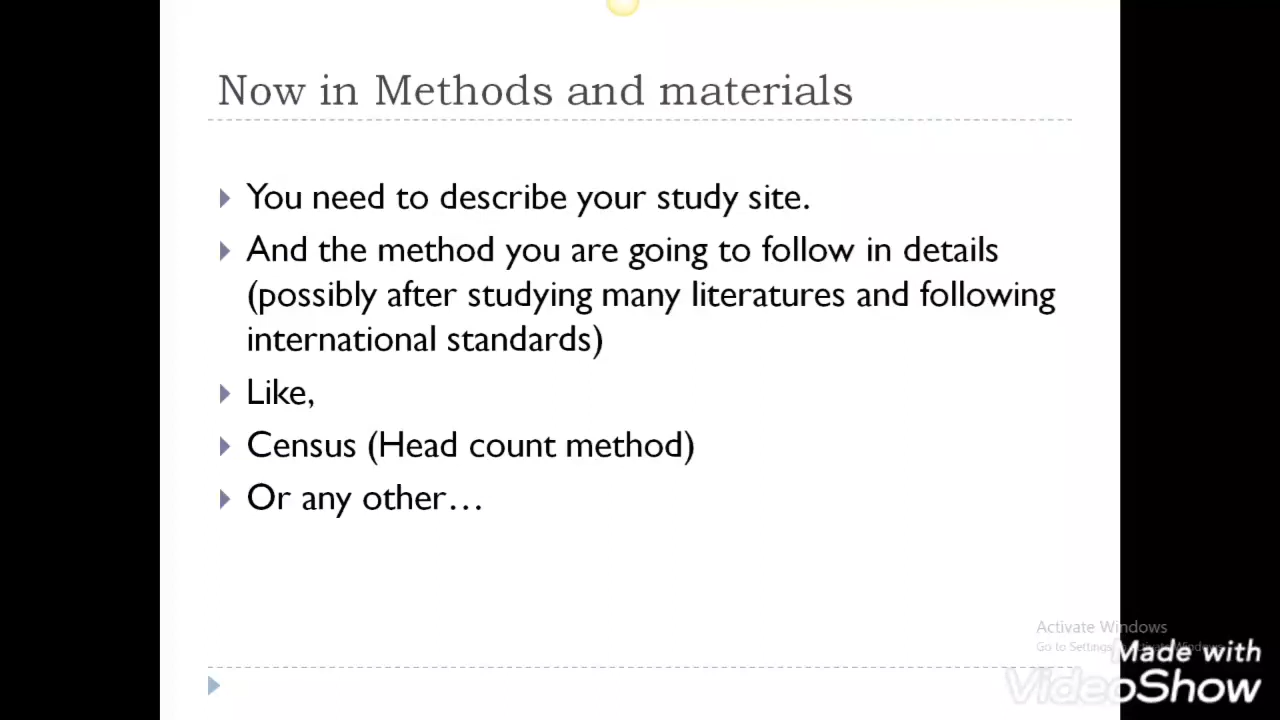 Now in Methods and materials
You need to describe your study site.
And the method you are going to follow in details
(possibly after studying many literatures and following
international standards)
Like,
Census (Head count method)
Or any other...
Activate Windows
Go to Settings
Made with
VideoShow